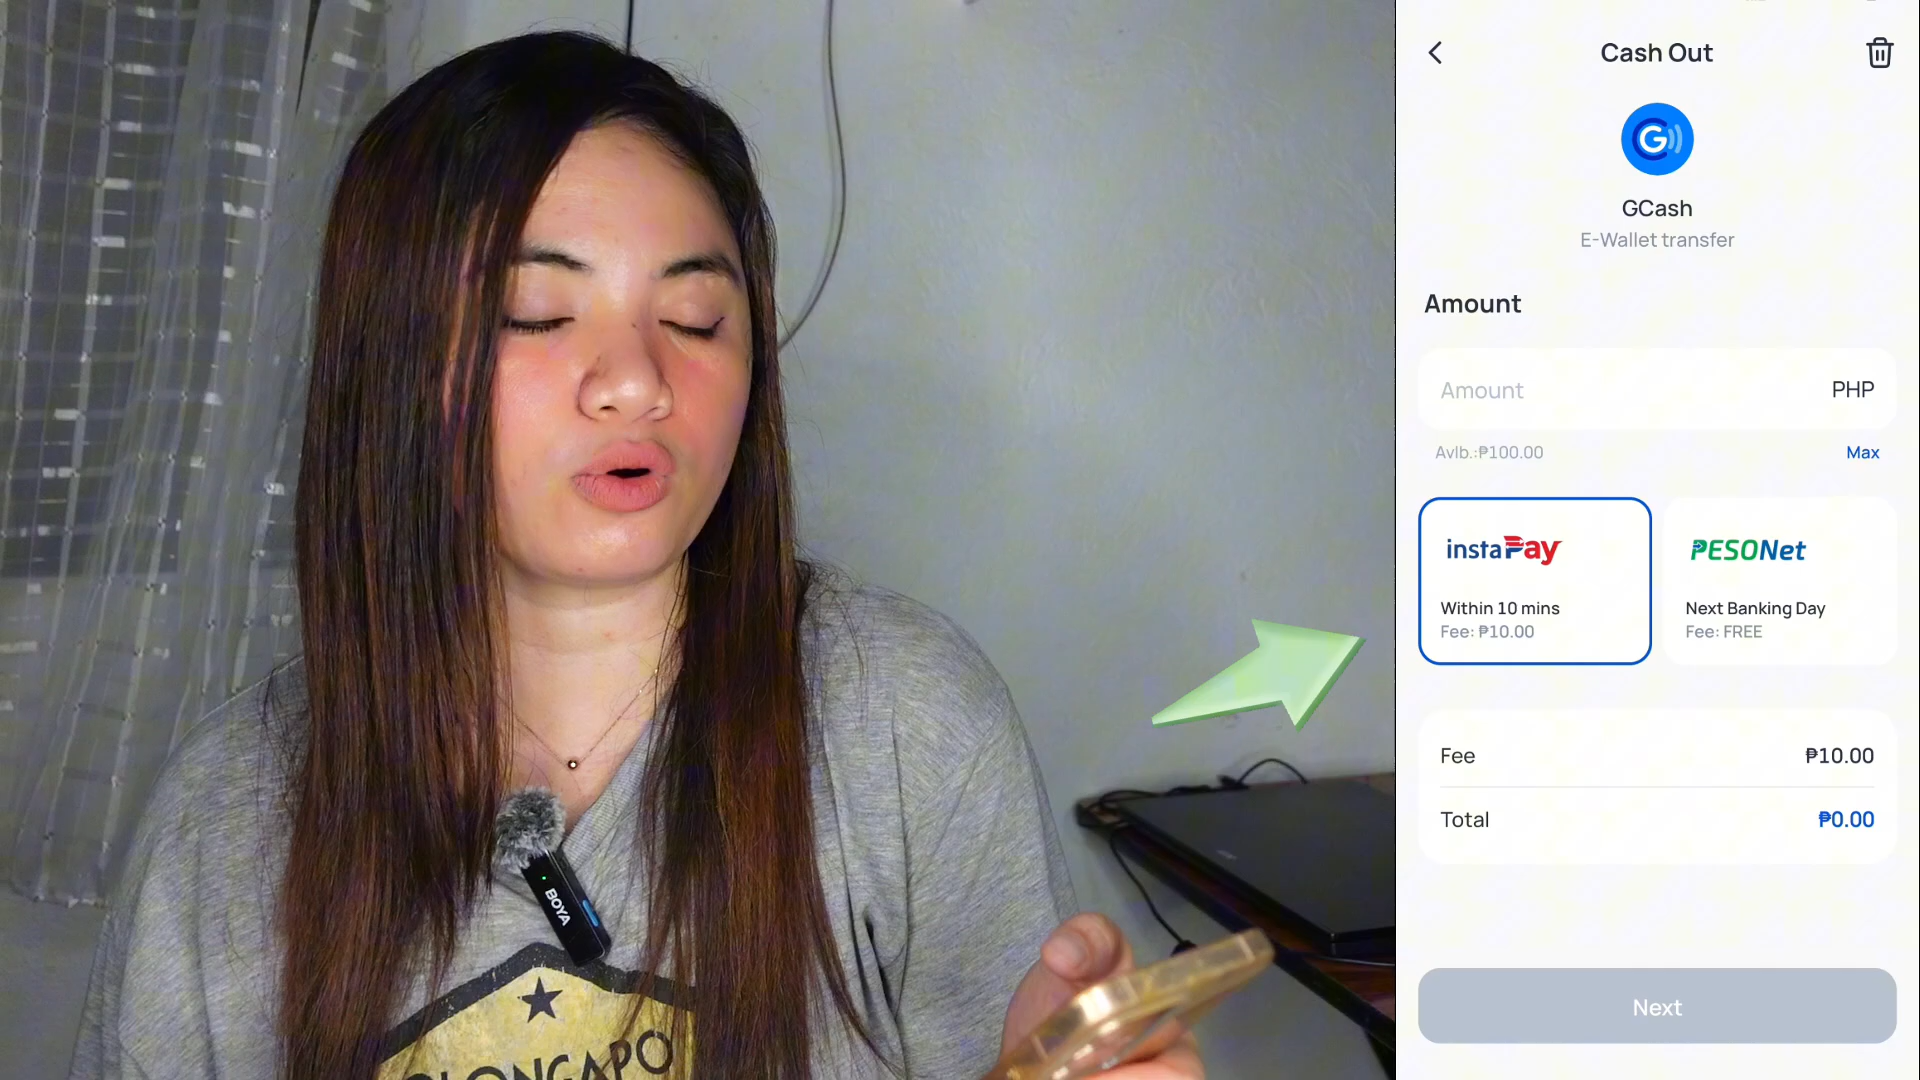 BOYA
Cash Out
GCash
E-Wallet transfer
Amount
Amount PHP
Avlb.:₱100.00 Max
instaPay PESONet
Within 10 mins Next Banking Day
Fee: ₱10.00 Fee: FREE
Fee ₱10.00
Total ₱0.00
Next